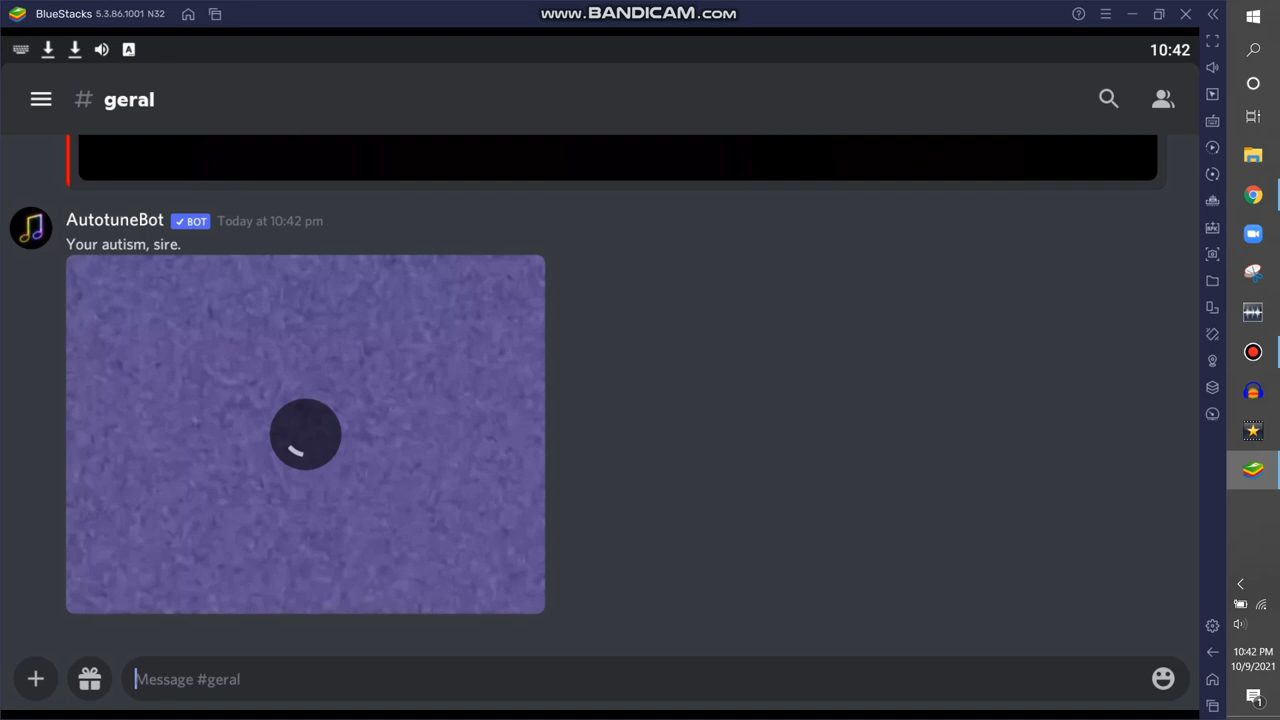 BlueStacks 5.3.86.1001 N32
www.BANDICAM.com
10:42
# geral
AutotuneBot ✓ BOT Today at 10:42 pm
Your autism, sire.
Message #geral
10:42 PM
10/9/2021
1